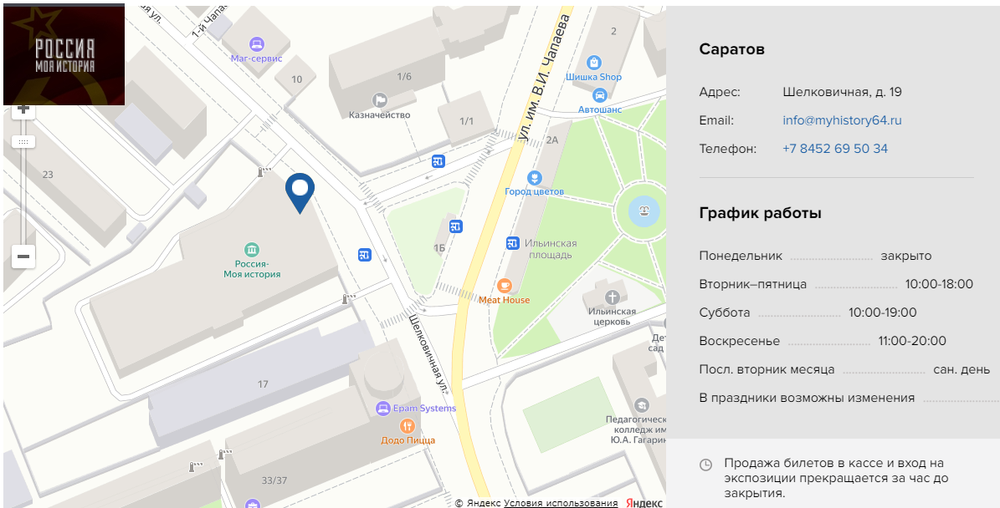 РОССИЯ
МОЯ ИСТОРИЯ
ул.
1-й Чапае
Маг-сервис
10
1/6
Казначейство
1/1
ул. им. В.И. Чапаева
2
Шишка Shop
Автошанс
2А
23
Город цветов
Россия-
Моя история
1Б
Ильинская
площадь
Meat House
Ильинская
церковь
Дет
сад
Шелковичная ул.
17
Epam Systems
Додо Пицца
33/37
Педагогическ
колледж им
Ю.А. Гагарин
© Яндекс Условия использования Яндекс
Саратов
Адрес: Шелковичная, д. 19
Email: info@myhistory64.ru
Телефон: +7 8452 69 50 34
График работы
Понедельник закрыто
Вторник–пятница 10:00-18:00
Суббота 10:00-19:00
Воскресенье 11:00-20:00
Посл. вторник месяца сан. день
В праздники возможны изменения
Продажа билетов в кассе и вход на
экспозиции прекращается за час до
закрытия.